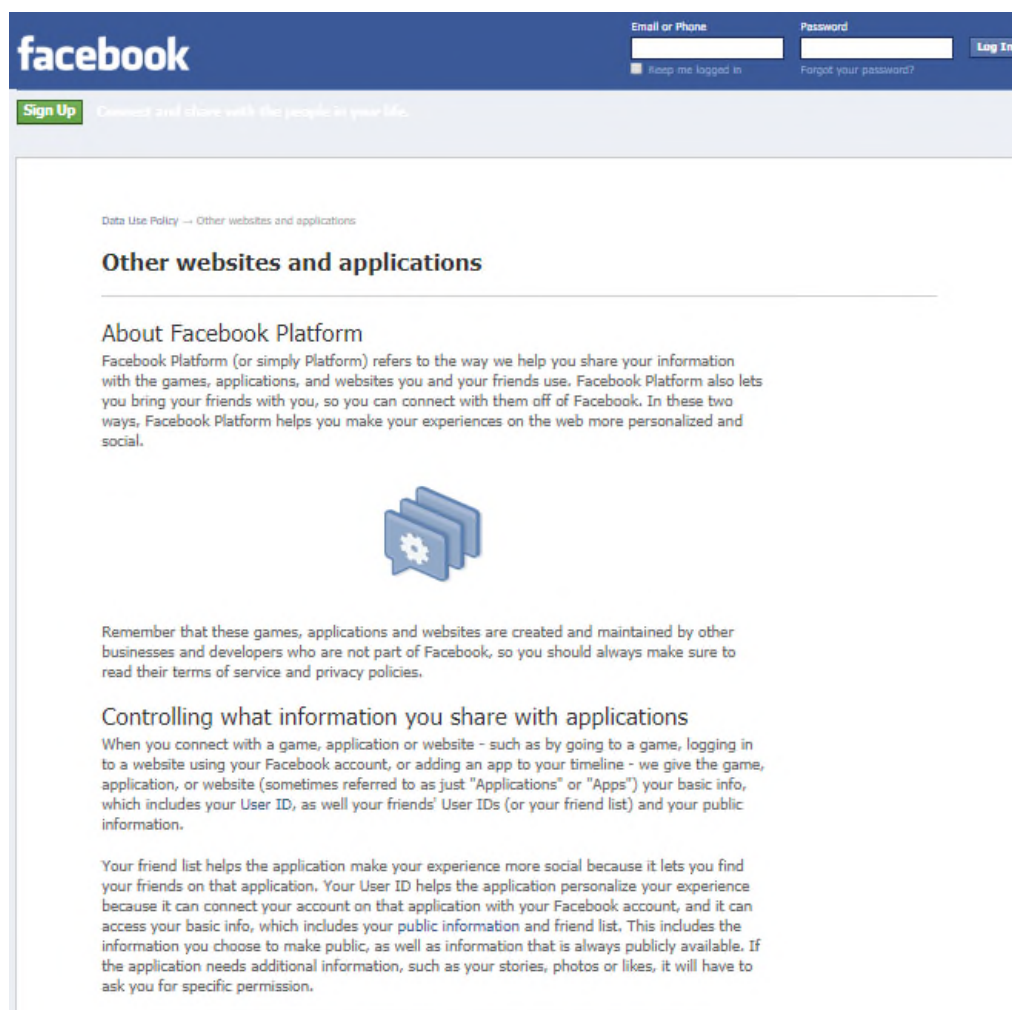 Email or Phone
Password
facebook
Log In
Keep me logged in
Forgot your password?
Sign Up
Connect and share with the people in your life.
Data Use Policy → Other websites and applications
Other websites and applications
About Facebook Platform
Facebook Platform (or simply Platform) refers to the way we help you share your information
with the games, applications, and websites you and your friends use. Facebook Platform also lets
you bring your friends with you, so you can connect with them off of Facebook. In these two
ways, Facebook Platform helps you make your experiences on the web more personalized and
social.
Remember that these games, applications and websites are created and maintained by other
businesses and developers who are not part of Facebook, so you should always make sure to
read their terms of service and privacy policies.
Controlling what information you share with applications
When you connect with a game, application or website - such as by going to a game, logging in
to a website using your Facebook account, or adding an app to your timeline - we give the game,
application, or website (sometimes referred to as just "Applications" or "Apps") your basic info,
which includes your User ID, as well your friends' User IDs (or your friend list) and your public
information.
Your friend list helps the application make your experience more social because it lets you find
your friends on that application. Your User ID helps the application personalize your experience
because it can connect your account on that application with your Facebook account, and it can
access your basic info, which includes your public information and friend list. This includes the
information you choose to make public, as well as information that is always publicly available. If
the application needs additional information, such as your stories, photos or likes, it will have to
ask you for specific permission.